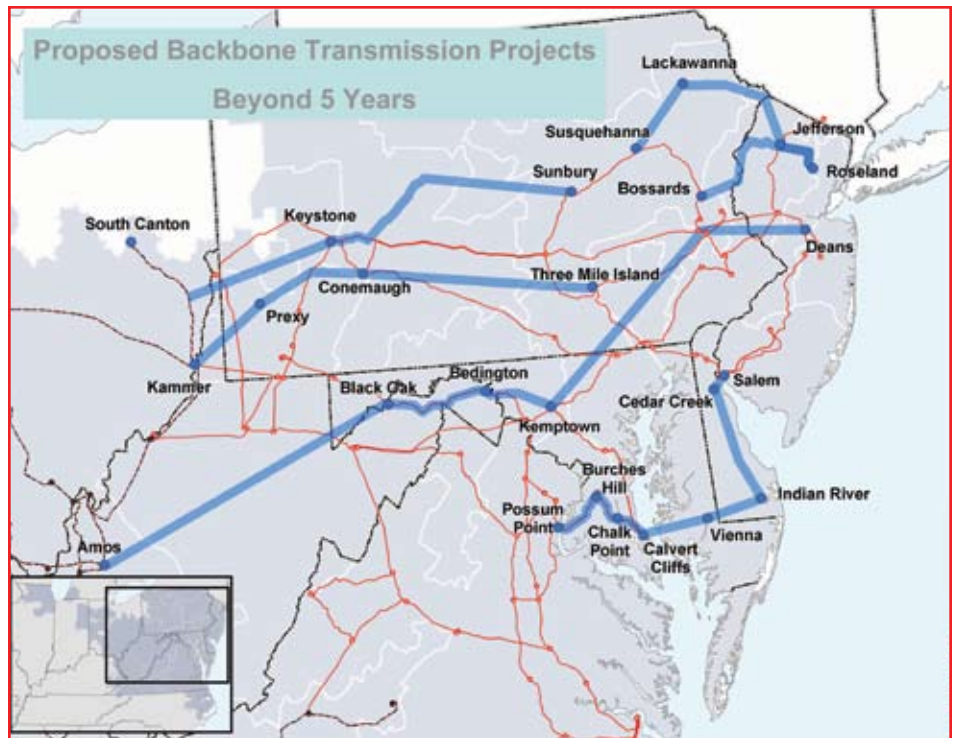 Proposed Backbone Transmission Projects
Beyond 5 Years
Lackawanna
Susquehanna
Jefferson
Sunbury
Bossards
Roseland
South Canton
Keystone
Deans
Three Mile Island
Conemaugh
Prexy
Kammer
Black Oak
Bedington
Salem
Cedar Creek
Kemptown
Burches
Hill
Indian River
Possum
Point
Chalk
Point
Calvert
Cliffs
Vienna
Amos